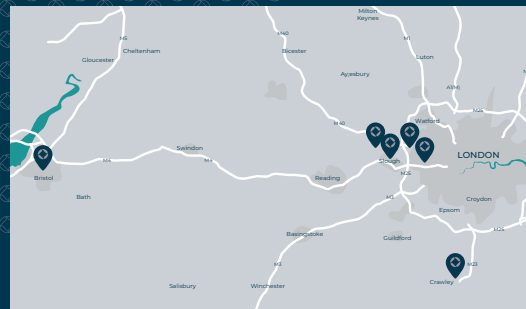 Milton
Keynes
M5
M40
M1
Cheltenham
Bicester
Gloucester
Luton
Aylesbury
A1(M)
M25
M40
Watford
Swindon
M4
M4
Slough
LONDON
M25
Bristol
Reading
Bath
M3
Croydon
Epsom
Basingstoke
Guildford
M25
M3
M23
Salisbury
Winchester
Crawley